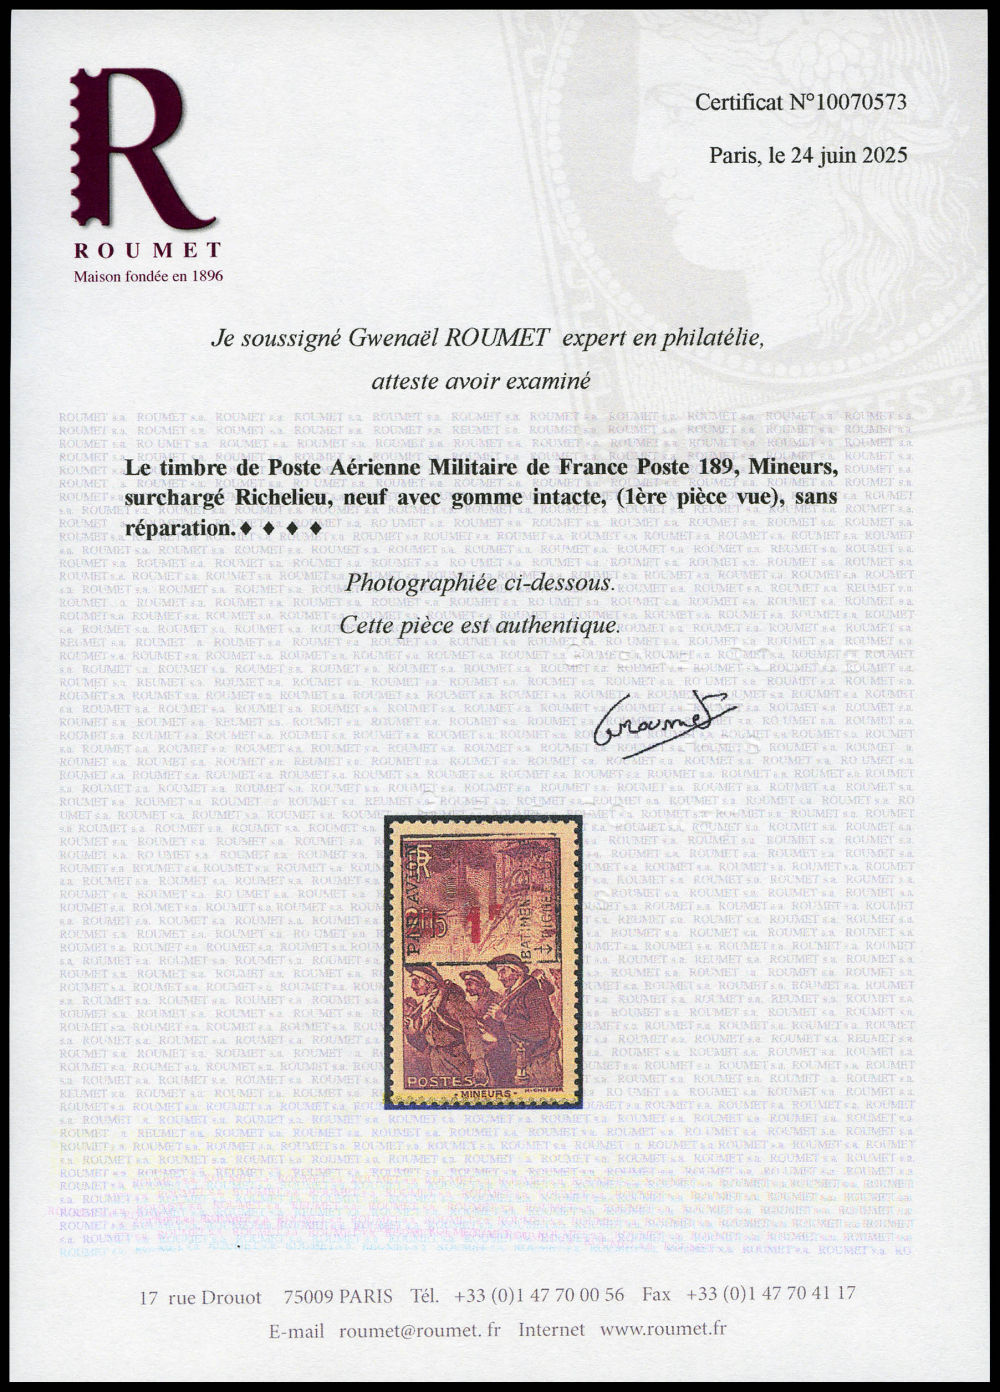 Certificat N°10070573
Paris, le 24 juin 2025
R
ROUMET
Maison fondée en 1896
Je soussigné Gwenaël ROUMET expert en philatélie,
atteste avoir examiné
Le timbre de Poste Aérienne Militaire de France Poste 189, Mineurs,
surchargé Richelieu, neuf avec gomme intacte, (1ère pièce vue), sans
réparation.♦ ♦ ♦ ♦
Photographiée ci-dessous.
Cette pièce est authentique.
GRoumet
PAR AVION
BATIMENT
POSTES
- MINEURS -
17 rue Drouot 75009 PARIS Tél. +33 (0)1 47 70 00 56 Fax +33 (0)1 47 70 41 17
E-mail roumet@roumet. fr Internet www.roumet.fr